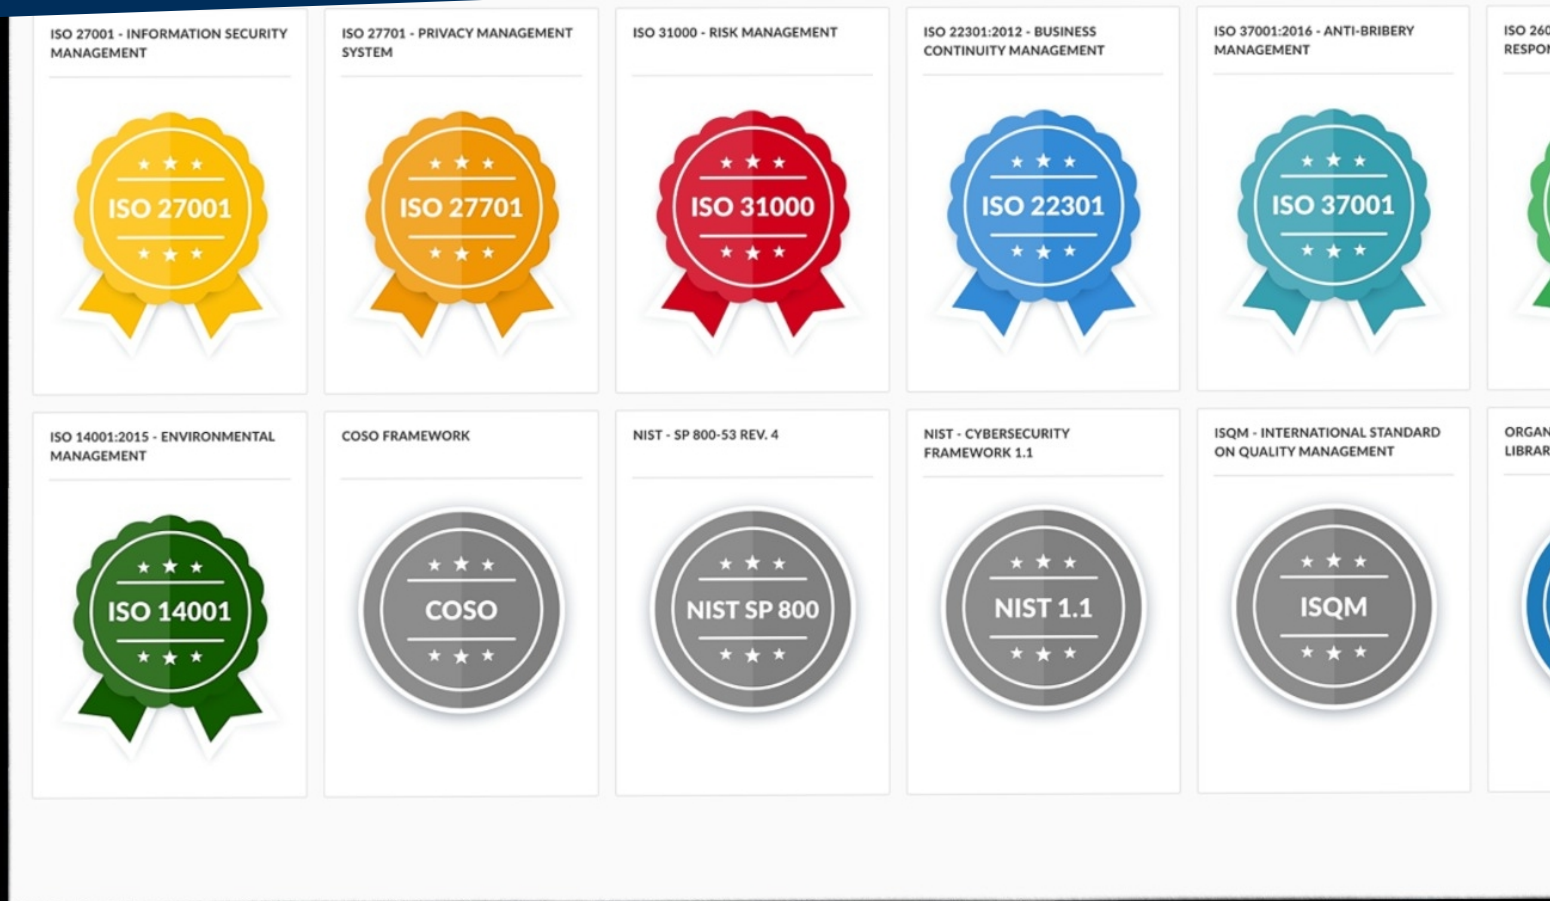 ISO 27001 - INFORMATION SECURITY
MANAGEMENT
ISO 27001
ISO 27701 - PRIVACY MANAGEMENT
SYSTEM
ISO 27701
ISO 31000 - RISK MANAGEMENT
ISO 31000
ISO 22301:2012 - BUSINESS
CONTINUITY MANAGEMENT
ISO 22301
ISO 37001:2016 - ANTI-BRIBERY
MANAGEMENT
ISO 37001
ISO
ISO 14001:2015 - ENVIRONMENTAL
MANAGEMENT
ISO 14001
COSO FRAMEWORK
COSO
NIST - SP 800-53 REV. 4
NIST SP 800
NIST - CYBERSECURITY
FRAMEWORK 1.1
NIST 1.1
ISQM - INTERNATIONAL STANDARD
ON QUALITY MANAGEMENT
ISQM